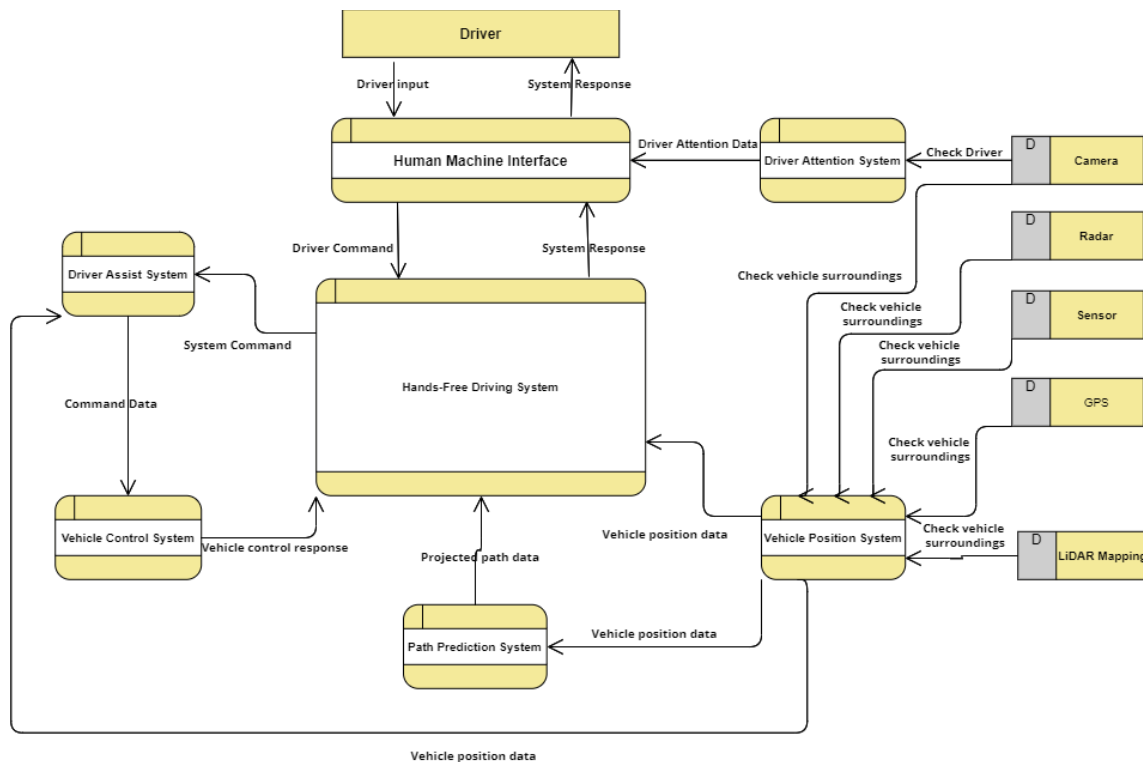 Driver
Driver input
System Response
Human Machine Interface
Driver Attention Data
Driver Attention System
Check Driver
D
Camera
D
Radar
Driver Command
System Response
Check vehicle surroundings
Driver Assist System
D
Sensor
Check vehicle
surroundings
System Command
Check vehicle
surroundings
Hands-Free Driving System
D
GPS
Command Data
Check vehicle
surroundings
Vehicle Control System
Vehicle control response
Projected path data
Vehicle position data
Vehicle Position System
Check vehicle
surroundings
D
LiDAR Mapping
Path Prediction System
Vehicle position data
Vehicle position data